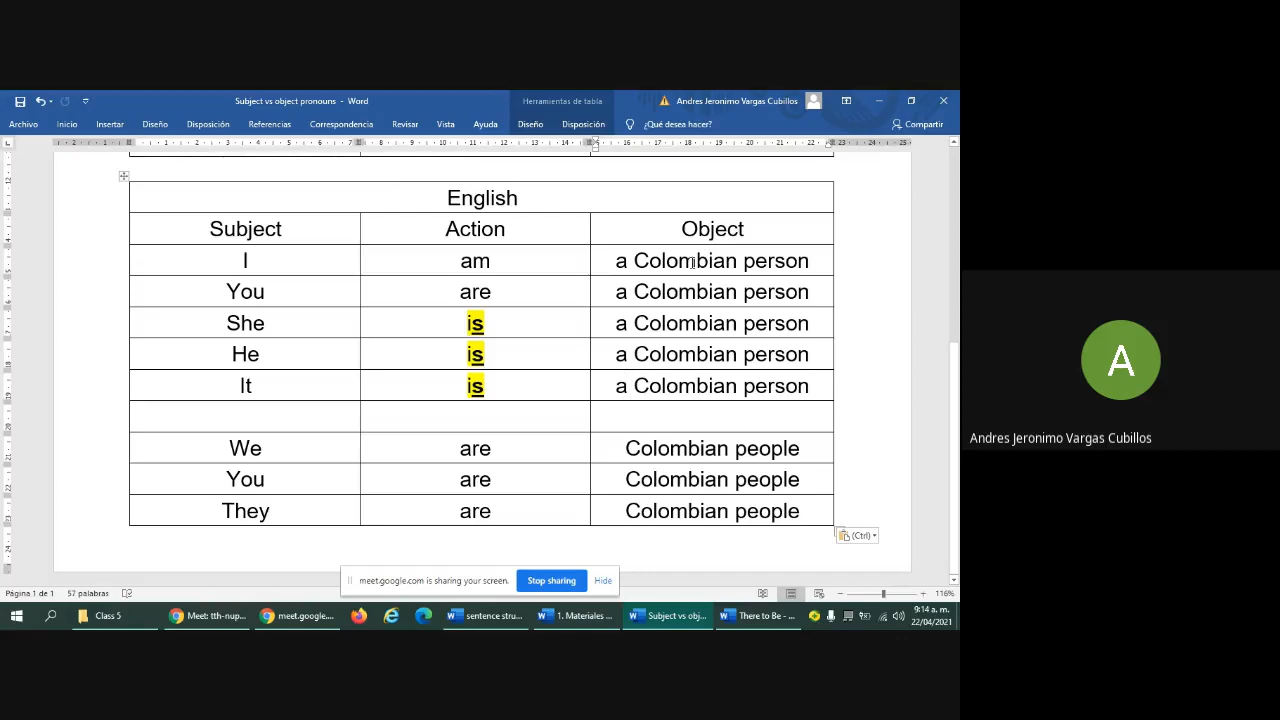 Subject vs object pronouns - Word
Herramientas de tabla
Andres Jeronimo Vargas Cubillos
Archivo Inicio Insertar Diseño Disposición Referencias Correspondencia Revisar Vista Ayuda Diseño Disposición ¿Qué desea hacer? Compartir
English
Subject Action Object
I am a Colombian person
You are a Colombian person
She is a Colombian person
He is a Colombian person
It is a Colombian person
We are Colombian people
You are Colombian people
They are Colombian people
(Ctrl)
meet.google.com is sharing your screen. Stop sharing Hide
Página 1 de 1 57 palabras 116%
Class 5 Meet: tth-nup... meet.google.... sentence stru... 1. Materiales ... Subject vs obj... There to Be - ... 9:14 a. m.
22/04/2021
A
Andres Jeronimo Vargas Cubillos